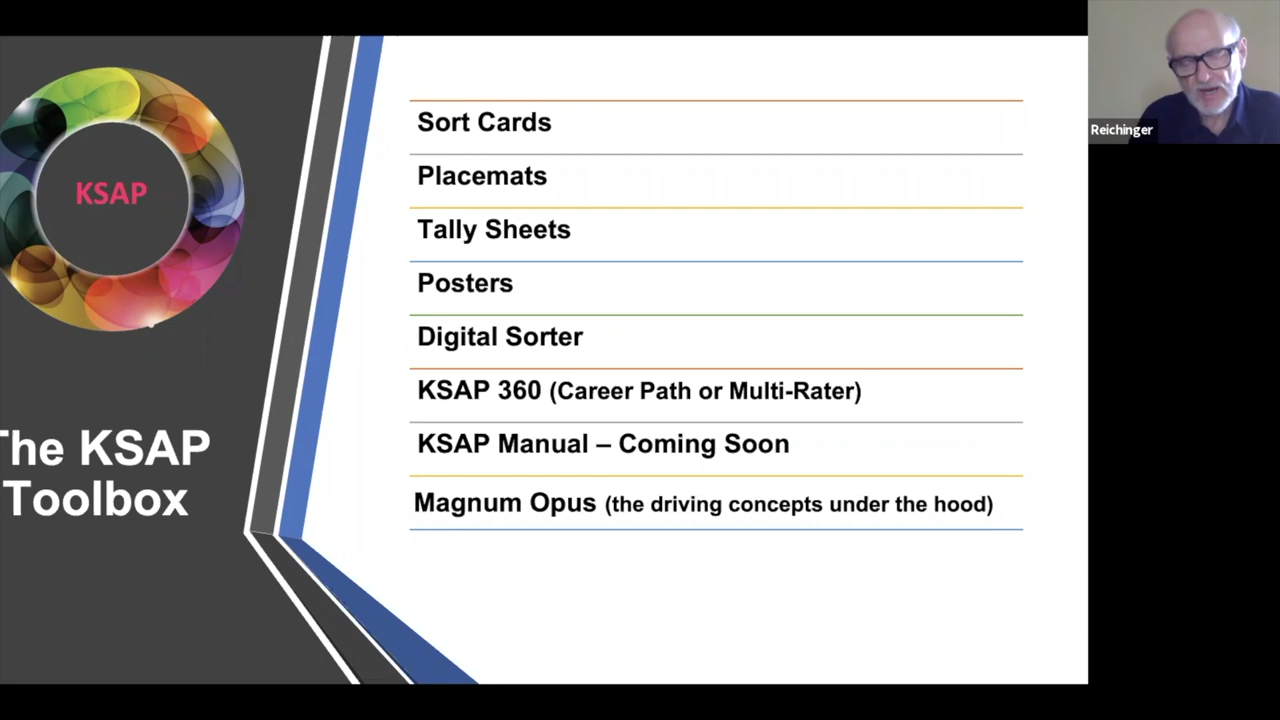 KSAP
The KSAP
Toolbox
Sort Cards
Placemats
Tally Sheets
Posters
Digital Sorter
KSAP 360 (Career Path or Multi-Rater)
KSAP Manual – Coming Soon
Magnum Opus (the driving concepts under the hood)
Reichinger